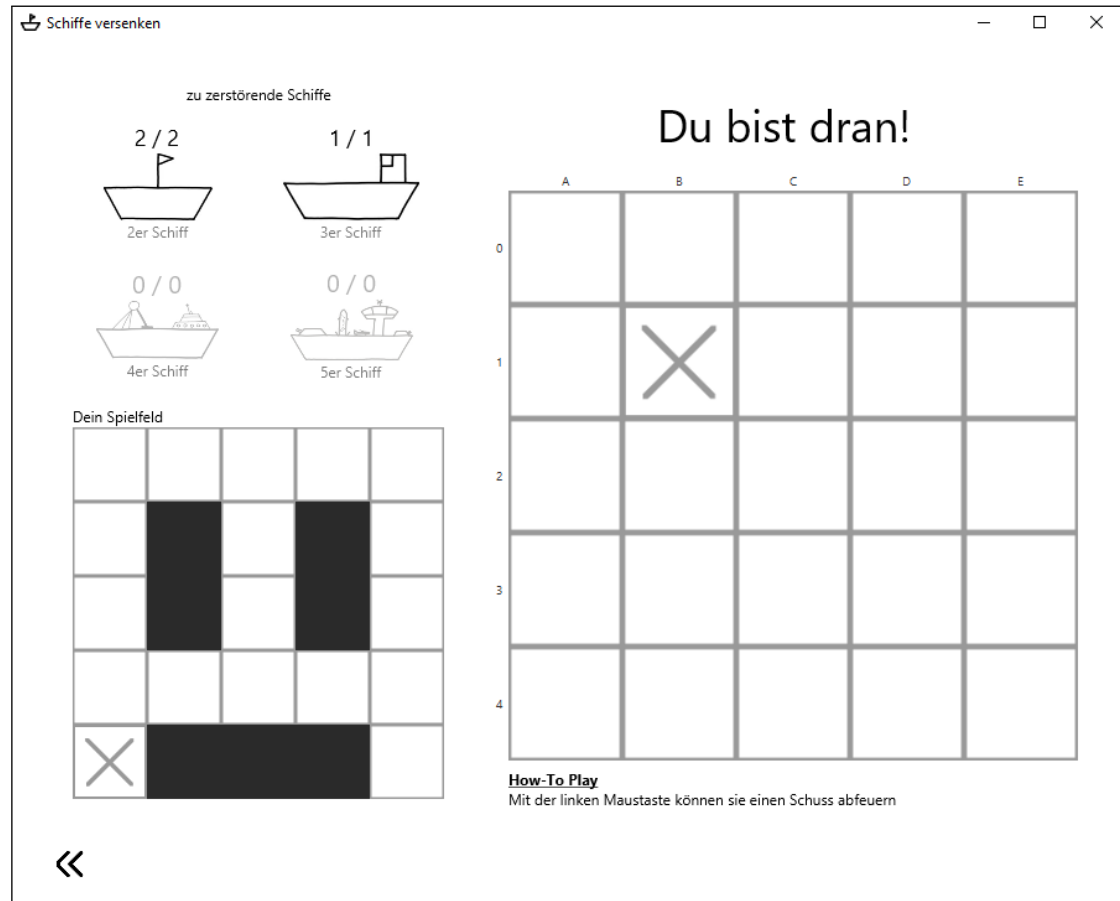 Schiffe versenken
zu zerstörende Schiffe
2 / 2
1 / 1
2er Schiff
3er Schiff
0 / 0
0 / 0
4er Schiff
5er Schiff
Dein Spielfeld
Du bist dran!
A B C D E
0
1
2
3
4
How-To Play
Mit der linken Maustaste können sie einen Schuss abfeuern